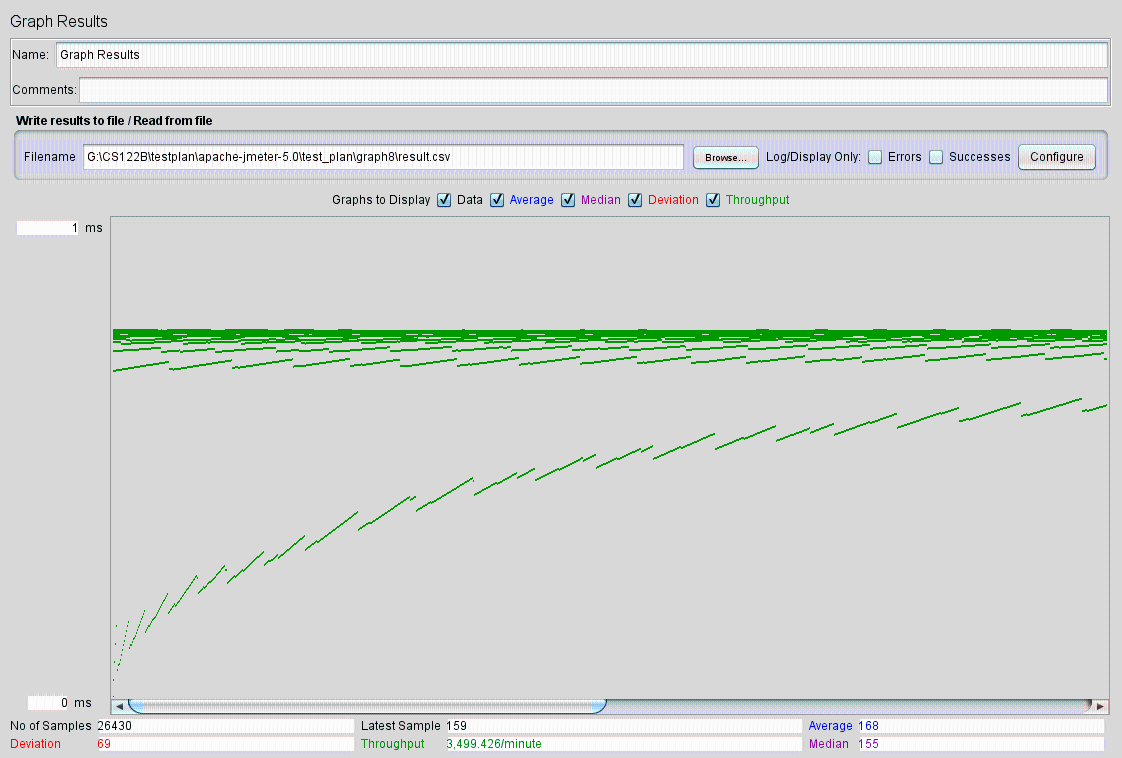 Graph Results
Name: Graph Results
Comments:
Write results to file / Read from file
Filename G:\CS122B\testplan\apache-jmeter-5.0\test_plan\graph8\result.csv Browse... Log/Display Only: Errors Successes Configure
Graphs to Display Data Average Median Deviation Throughput
1 ms
0 ms
No of Samples 26430 Latest Sample 159 Average 168
Deviation 69 Throughput 3,499.426/minute Median 155